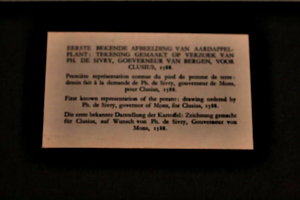 EERSTE BEKENDE AFBEELDING VAN AARDAPPEL-
PLANT: TEKENING GEMAAKT OP VERZOEK VAN
PH. DE SIVRY, GOUVERNEUR VAN BERGEN, VOOR
CLUSIUS, 1588.
Première représentation connue du pied de pomme de terre:
dessin fait à la demande de Ph. de Sivry, gouverneur de Mons,
pour Clusius, 1588.
First known representation of the potato: drawing ordered by
Ph. de Sivry, governor of Mons, for Clusius, 1588.
Die erste bekannter Darstellung der Kartoffel: Zeichnung gemacht
für Clusius, auf Wunsch von Ph. de Sivry, Gouverneur von
Mons, 1588.